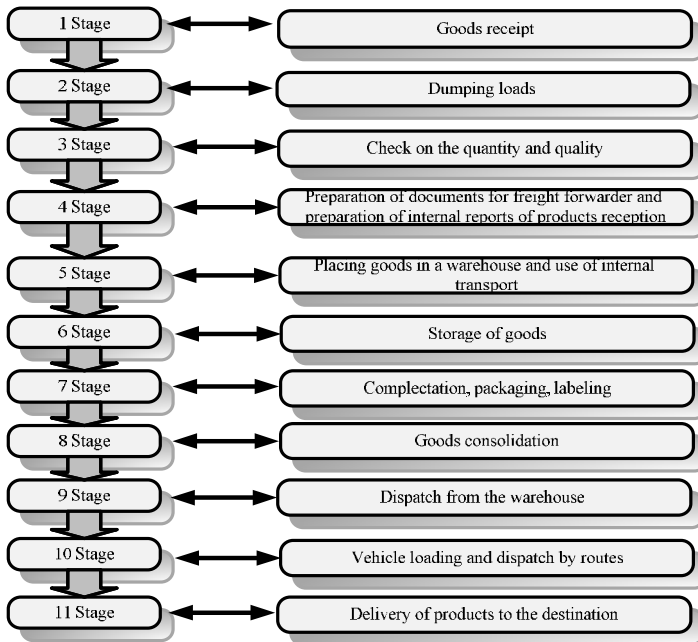 1 Stage
Goods receipt
2 Stage
Dumping loads
3 Stage
Check on the quantity and quality
4 Stage
Preparation of documents for freight forwarder and
preparation of internal reports of products reception
5 Stage
Placing goods in a warehouse and use of internal
transport
6 Stage
Storage of goods
7 Stage
Complectation, packaging, labeling
8 Stage
Goods consolidation
9 Stage
Dispatch from the warehouse
10 Stage
Vehicle loading and dispatch by routes
11 Stage
Delivery of products to the destination